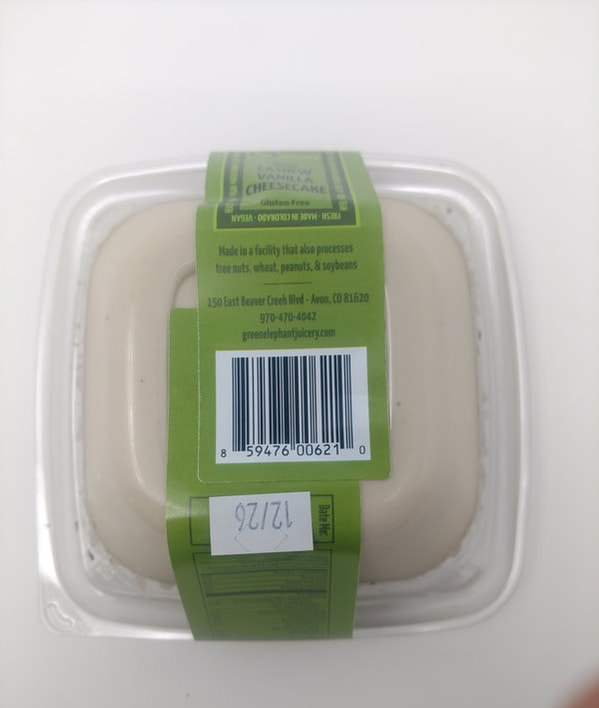 CASHEW
VANILLA
CHEESECAKE
Gluten Free
FRESH · MADE IN COLORADO · VEGAN
Made in a facility that also processes
tree nuts, wheat, peanuts, & soybeans
150 East Beaver Creek Blvd - Avon, CO 81620
970-470-4042
greenelephantjuicery.com
8 59476 00621 0
12/26
Date Me: